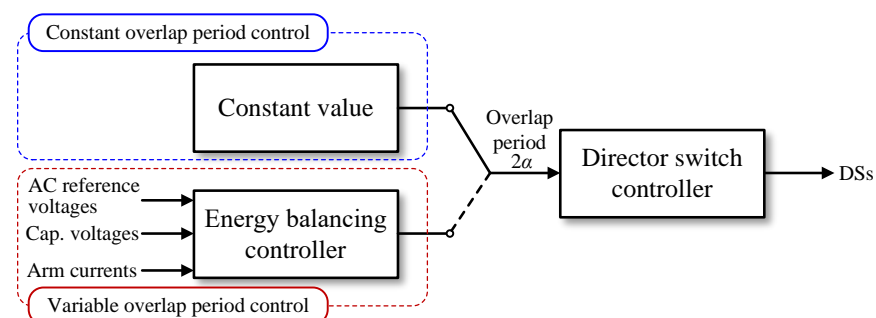 Constant overlap period control
Constant value
Overlap
period
2α
Director switch
controller
DSs
AC reference
voltages
Cap. voltages
Arm currents
Energy balancing
controller
Variable overlap period control